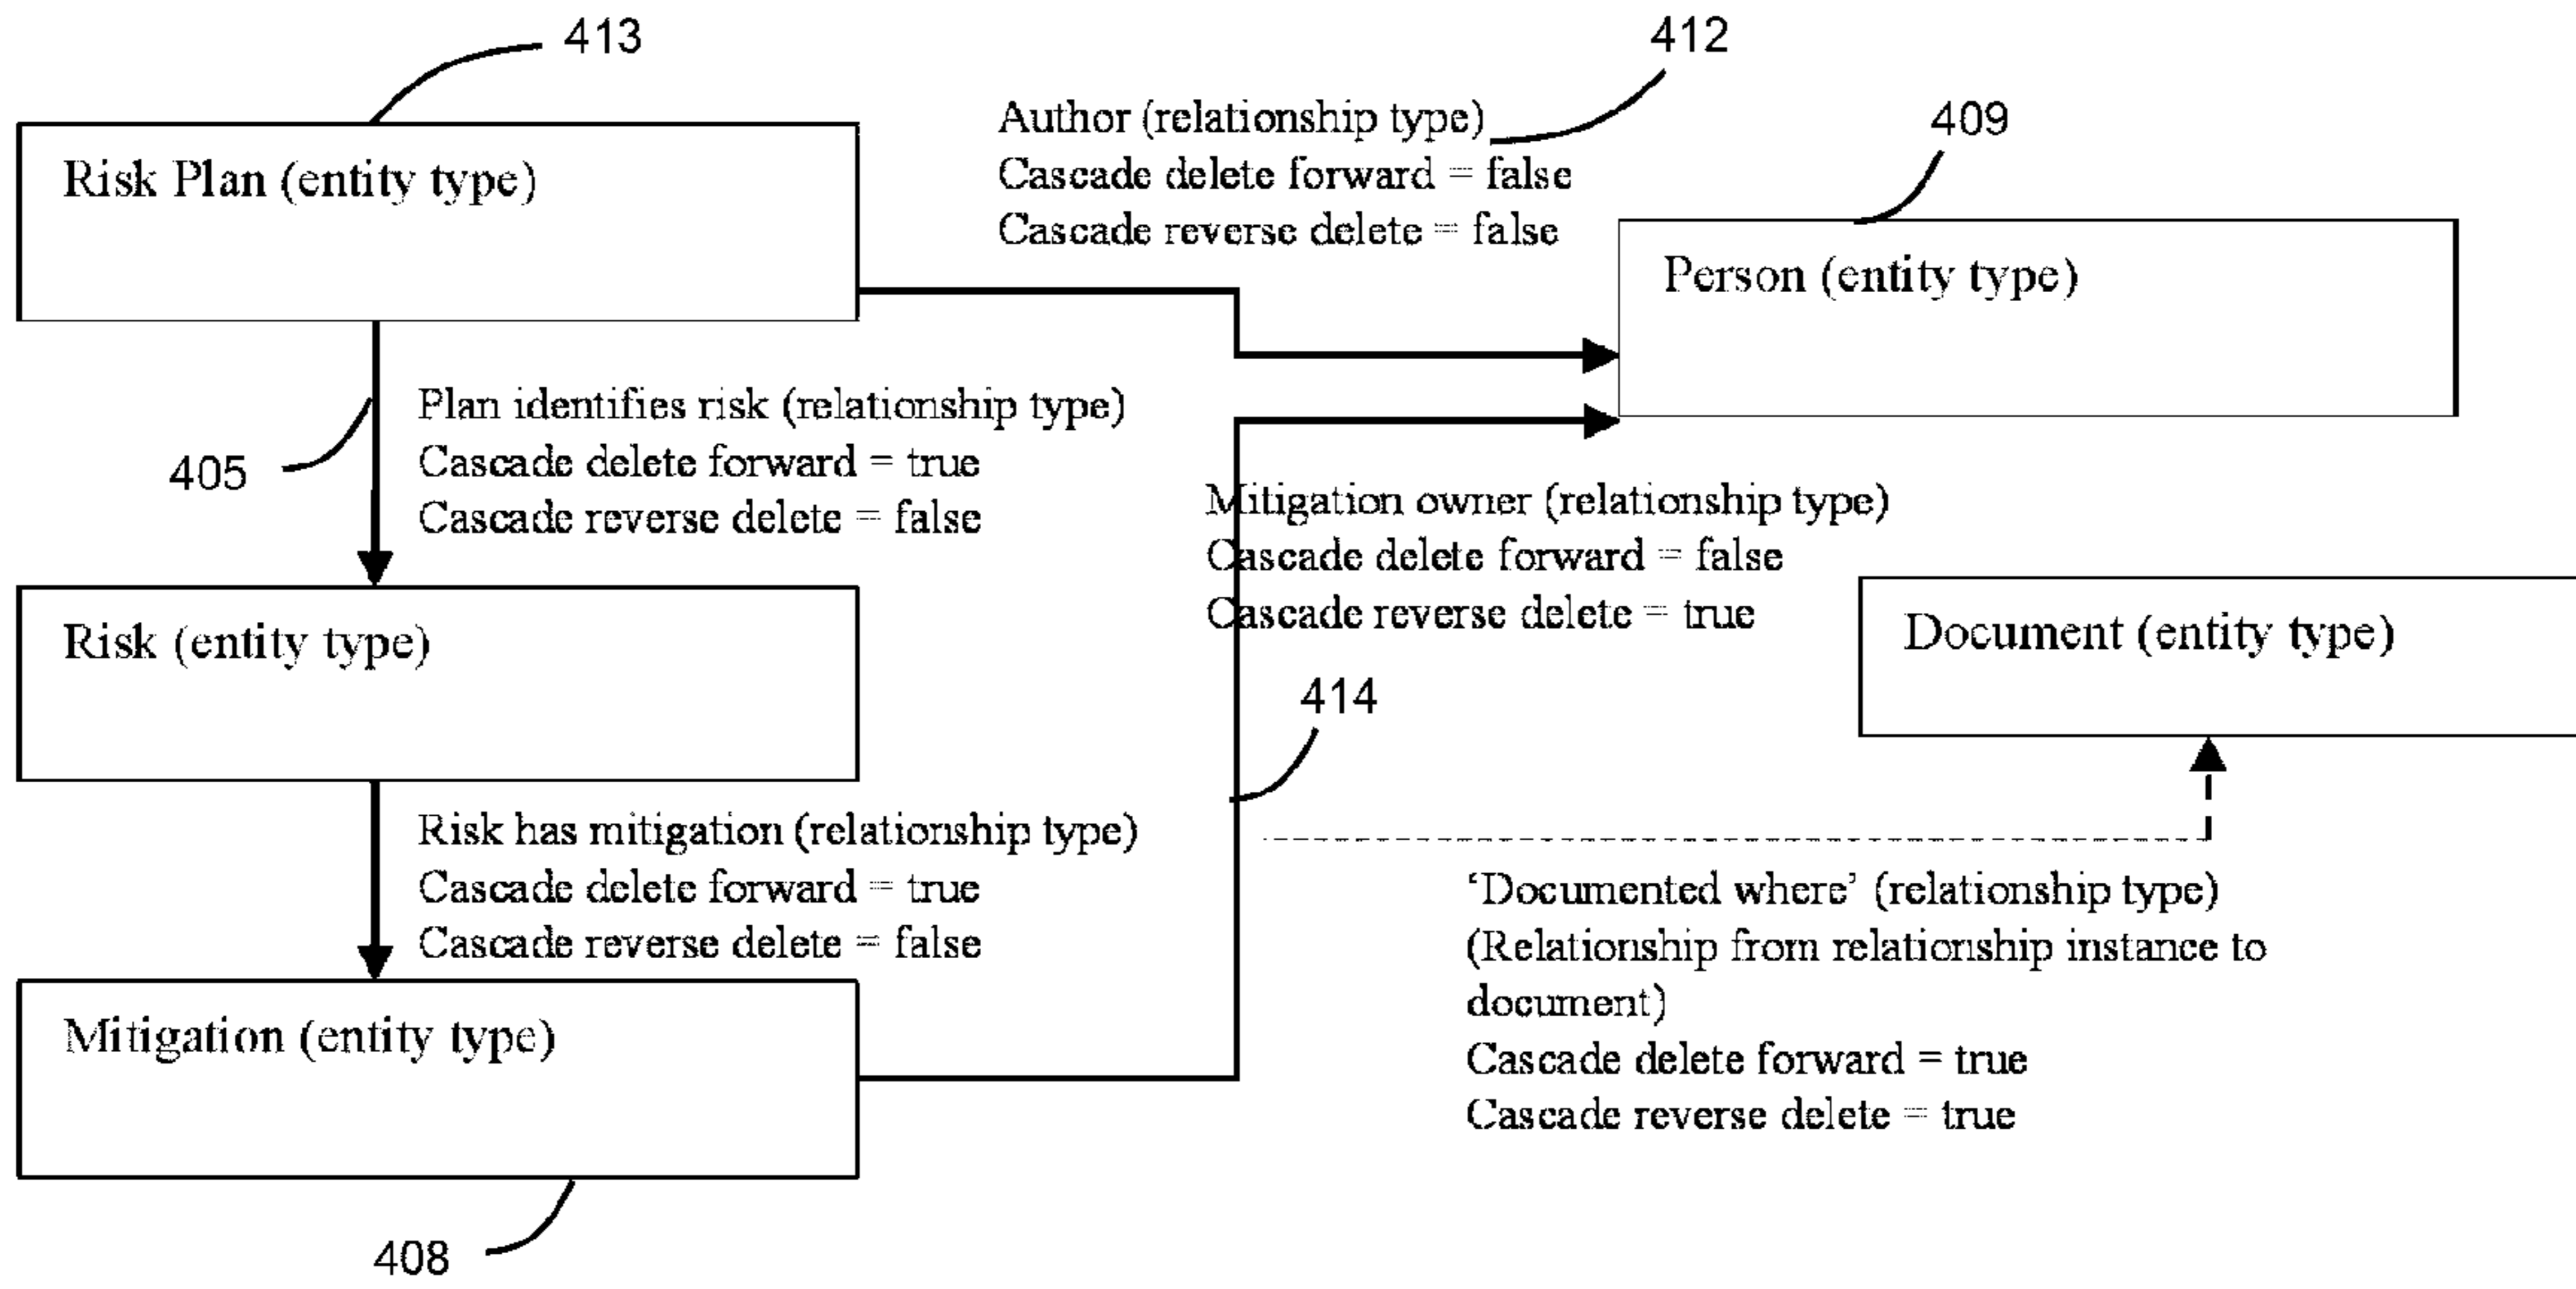 413
412
Author (relationship type)
Cascade delete forward = false
Cascade reverse delete = false
409
Risk Plan (entity type)
Person (entity type)
405
Plan identifies risk (relationship type)
Cascade delete forward = true
Cascade reverse delete = false
Mitigation owner (relationship type)
Cascade delete forward = false
Cascade reverse delete = true
Risk (entity type)
Document (entity type)
414
Risk has mitigation (relationship type)
Cascade delete forward = true
Cascade reverse delete = false
‘Documented where’ (relationship type)
(Relationship from relationship instance to
document)
Cascade delete forward = true
Cascade reverse delete = true
Mitigation (entity type)
408